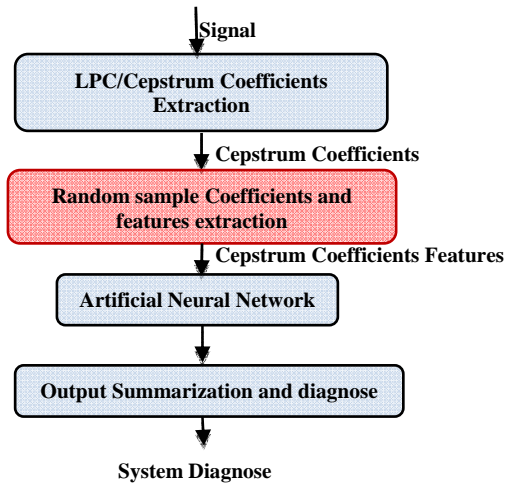 Signal
LPC/Cepstrum Coefficients
Extraction
Cepstrum Coefficients
Random sample Coefficients and
features extraction
Cepstrum Coefficients Features
Artificial Neural Network
Output Summarization and diagnose
System Diagnose